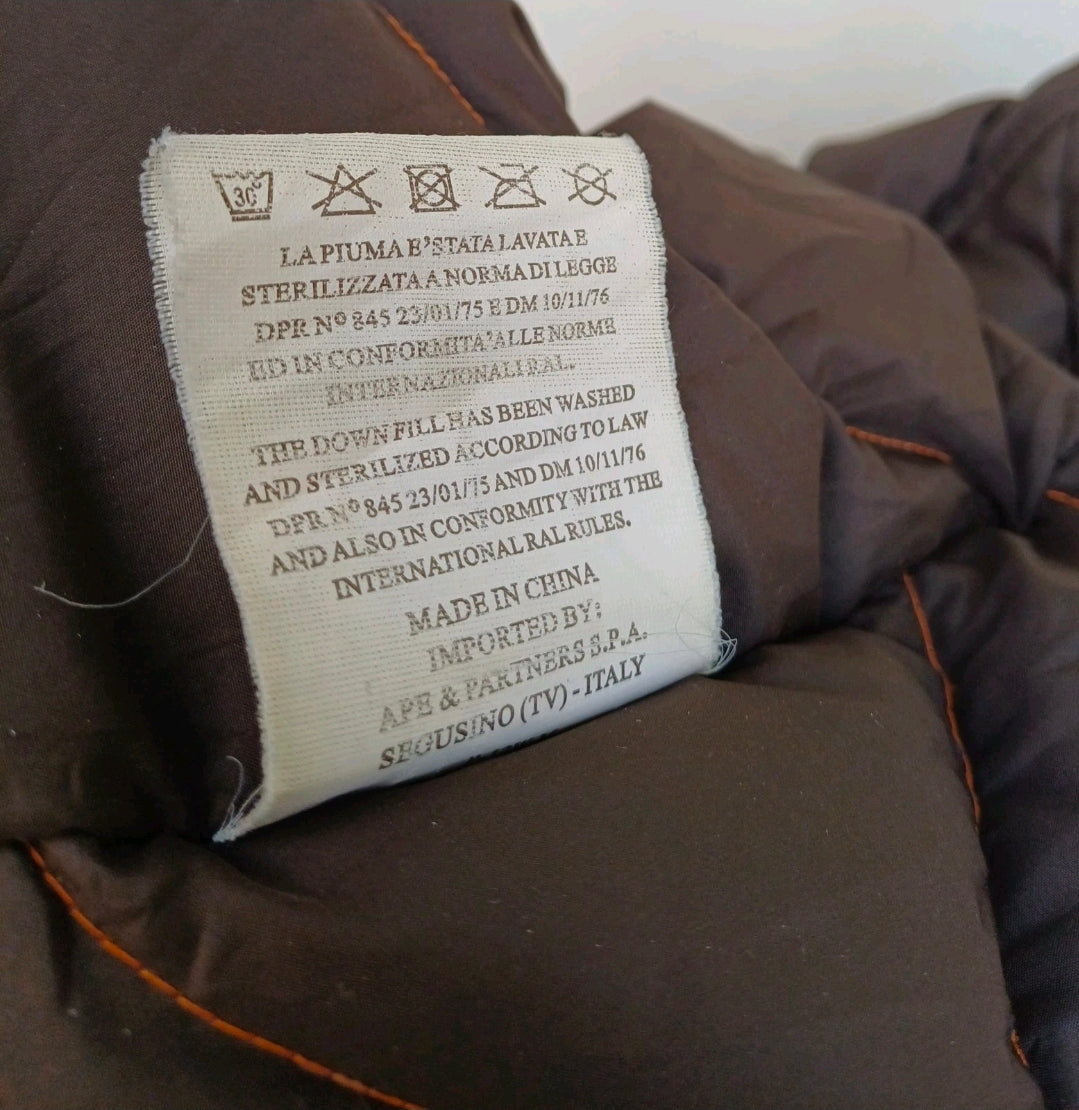 30°
LA PIUMA E'STATA LAVATA E
STERILIZZATA A NORMA DI LEGGE
DPR Nº 845 23/01/75 E DM 10/11/76
ED IN CONFORMITA'ALLE NORME
INTERNAZIONALI RAL.
THE DOWN FILL HAS BEEN WASHED
AND STERILIZED ACCORDING TO LAW
DPR Nº 845 23/01/75 AND DM 10/11/76
AND ALSO IN CONFORMITY WITH THE
INTERNATIONAL RAL RULES.
MADE IN CHINA
IMPORTED BY:
APE & PARTNERS S.P.A.
SEGUSINO (TV) - ITALY